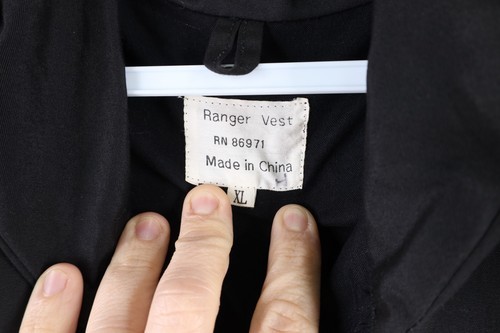 Ranger Vest
RN 86971
Made in China
XL